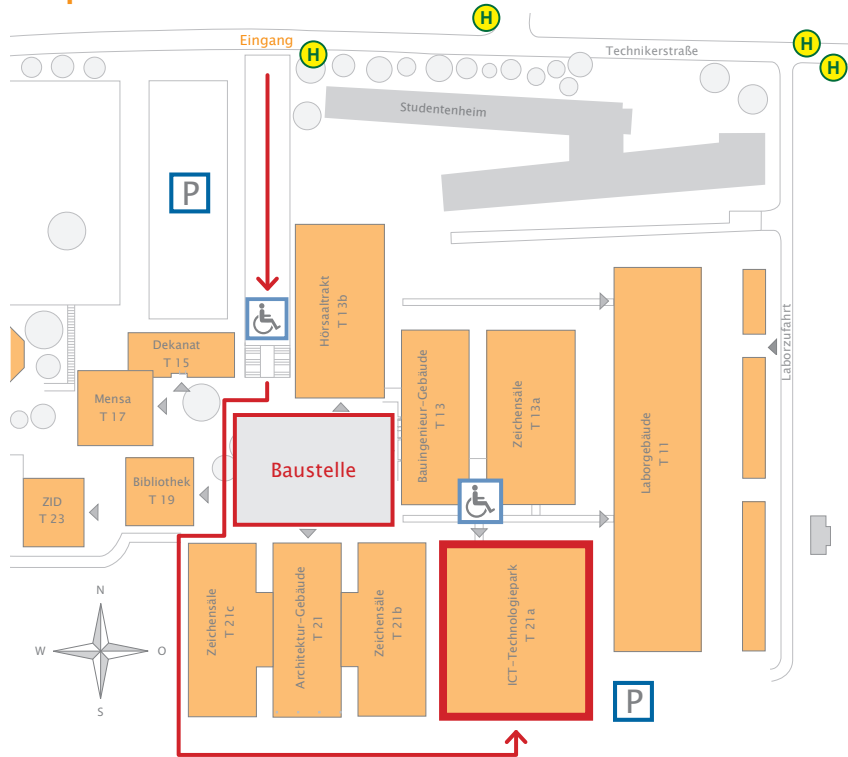 H
Eingang
H
Technikerstraße
H
H
Studentenheim
P
Hörsaaltrakt
T 13b
Dekanat
T 15
Mensa
T 17
Bauingenieur-Gebäude
T 13
Zeichensäle
T 13a
Laborgebäude
T 11
Laborzufahrt
Baustelle
Bibliothek
T 19
ZID
T 23
Zeichensäle
T 21c
Architektur-Gebäude
T 21
Zeichensäle
T 21b
ICT-Technologiepark
T 21a
P
N
W
O
S